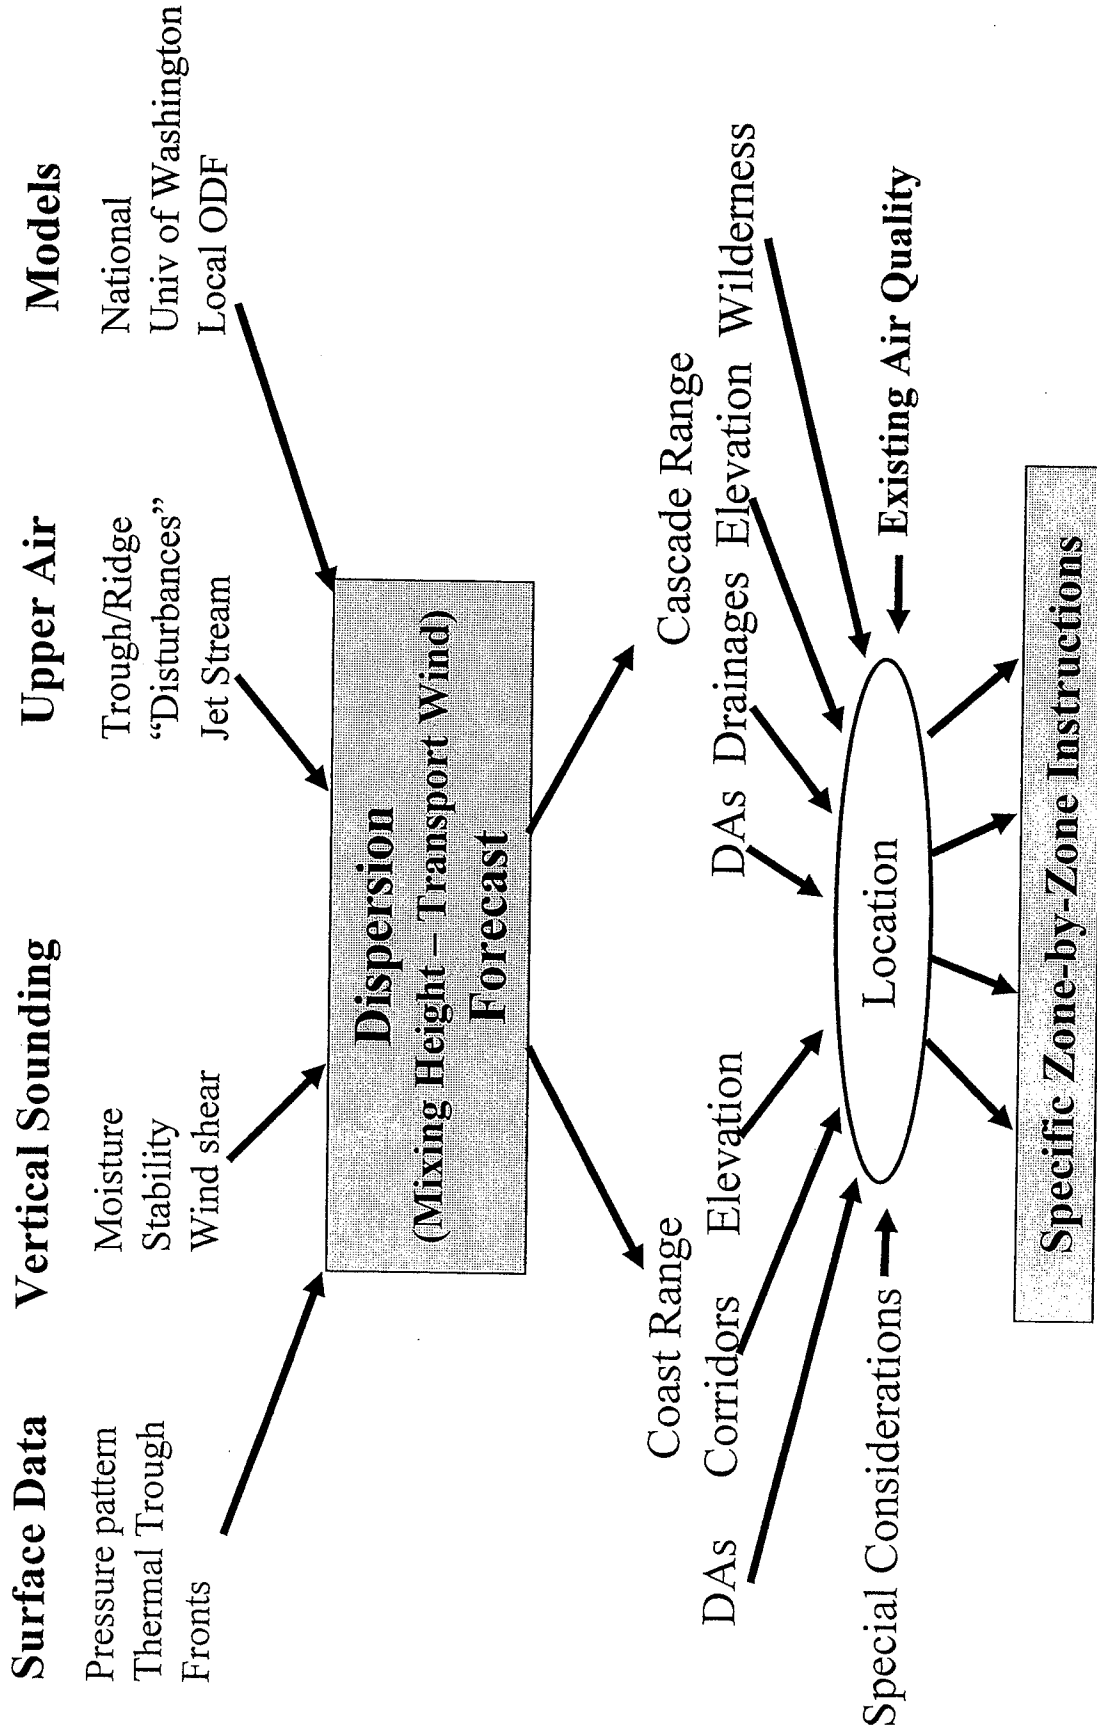 Surface Data
Pressure pattern
Thermal Trough
Fronts
Vertical Sounding
Moisture
Stability
Wind shear
Upper Air
Trough/Ridge
“Disturbances”
Jet Stream
Models
National
Univ of Washington
Local ODF
Dispersion
(Mixing Height – Transport Wind)
Forecast
Coast Range
DAs Corridors Elevation
Cascade Range
DAs Drainages Elevation Wilderness
Special Considerations
Location
Existing Air Quality
Specific Zone-by-Zone Instructions